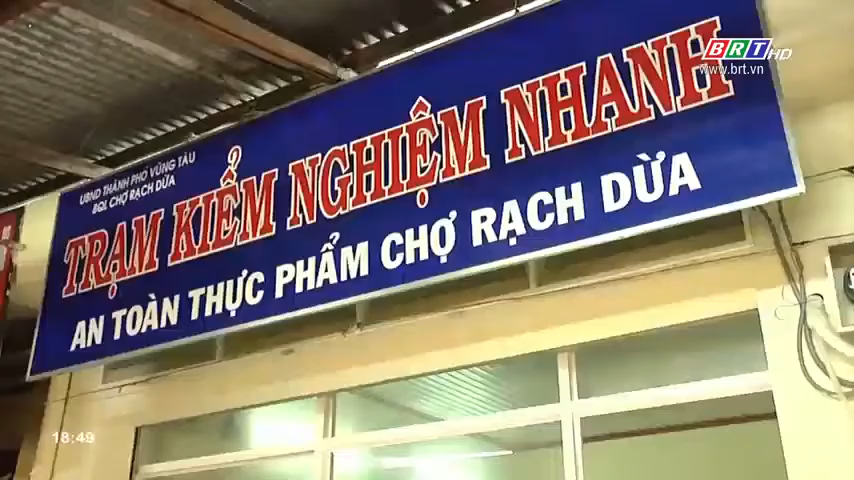 BRT HD
www.brt.vn
UBND THÀNH PHỐ VŨNG TÀU
BQL CHỢ RẠCH DỪA
TRẠM KIỂM NGHIỆM NHANH
AN TOÀN THỰC PHẨM CHỢ RẠCH DỪA
18:49